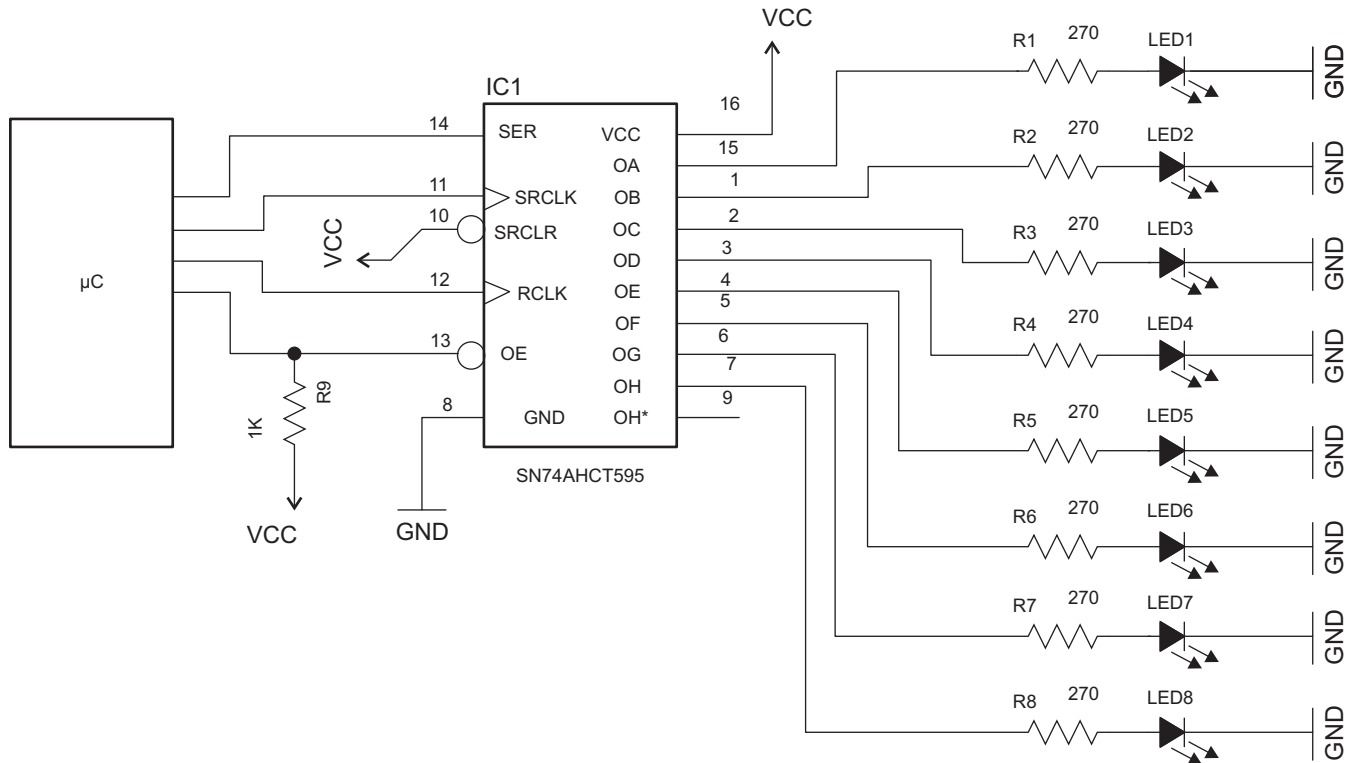 µC
IC1
14
11
10
12
13
8
VCC
1K
R9
VCC
GND
SER
SRCLK
SRCLR
RCLK
OE
GND
VCC
OA
OB
OC
OD
OE
OF
OG
OH
OH*
SN74AHCT595
VCC
16
15
1
2
3
4
5
6
7
9
R1 270 LED1 GND
R2 270 LED2 GND
R3 270 LED3 GND
R4 270 LED4 GND
R5 270 LED5 GND
R6 270 LED6 GND
R7 270 LED7 GND
R8 270 LED8 GND